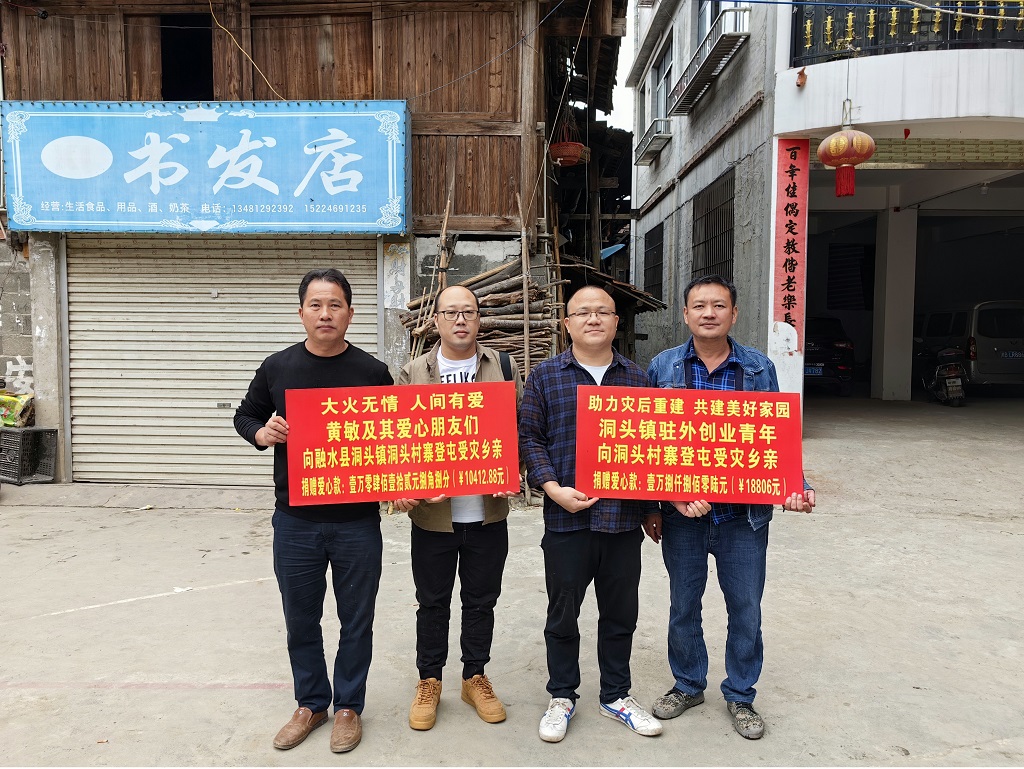 书发店
经营:生活食品、用品、酒、奶茶 电话:13481292392 15224691235
百年佳偶定教偕老樂長
大火无情 人间有爱
黄敏及其爱心朋友们
向融水县洞头镇洞头村寨登屯受灾乡亲
捐赠爱心款：壹万零肆佰壹拾贰元捌角捌分（￥10412.88元）
助力灾后重建 共建美好家园
洞头镇驻外创业青年
向洞头村寨登屯受灾乡亲
捐赠爱心款：壹万捌仟捌佰零陆元（￥18806元）